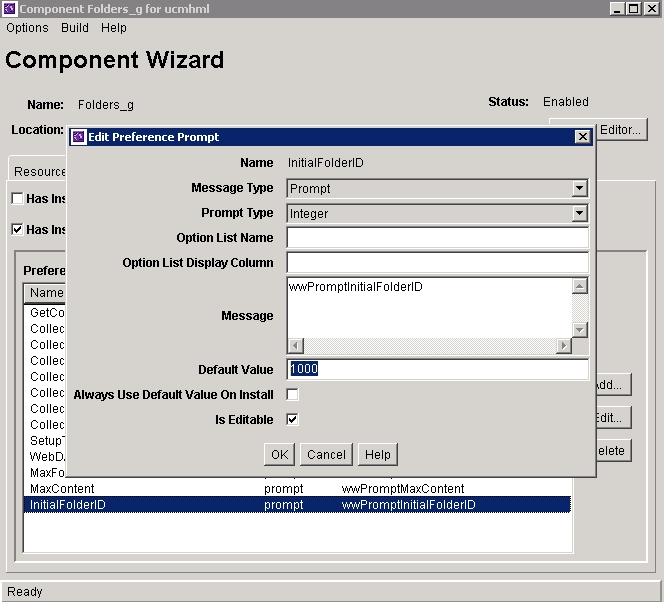 Component Folders_g for ucmhml
Options Build Help
Component Wizard
Name: Folders_g
Status: Enabled
Location:
Editor...
Edit Preference Prompt
Name InitialFolderID
Message Type Prompt
Prompt Type Integer
Option List Name
Option List Display Column
Message wwPromptInitialFolderID
Default Value 1000
Always Use Default Value On Install
Is Editable
OK Cancel Help
Resource
Has Ins
Has Ins
Prefere
Name
GetCo
Collec
Collec
Collec
Collec
Collec
Collec
Collec
SetupT
WebD
MaxFo
MaxContent prompt wwPromptMaxContent
InitialFolderID prompt wwPromptInitialFolderID
dd...
dit...
elete
Ready